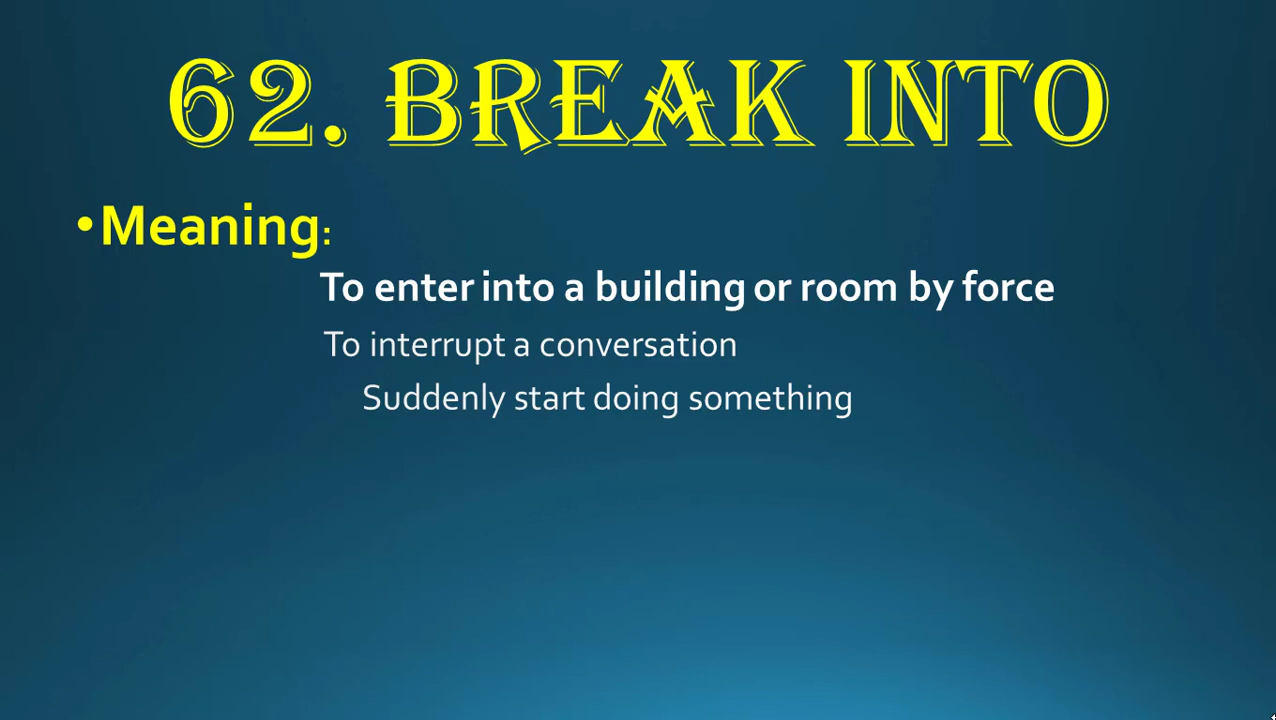 62. BREAK INTO
•Meaning:
To enter into a building or room by force
To interrupt a conversation
Suddenly start doing something